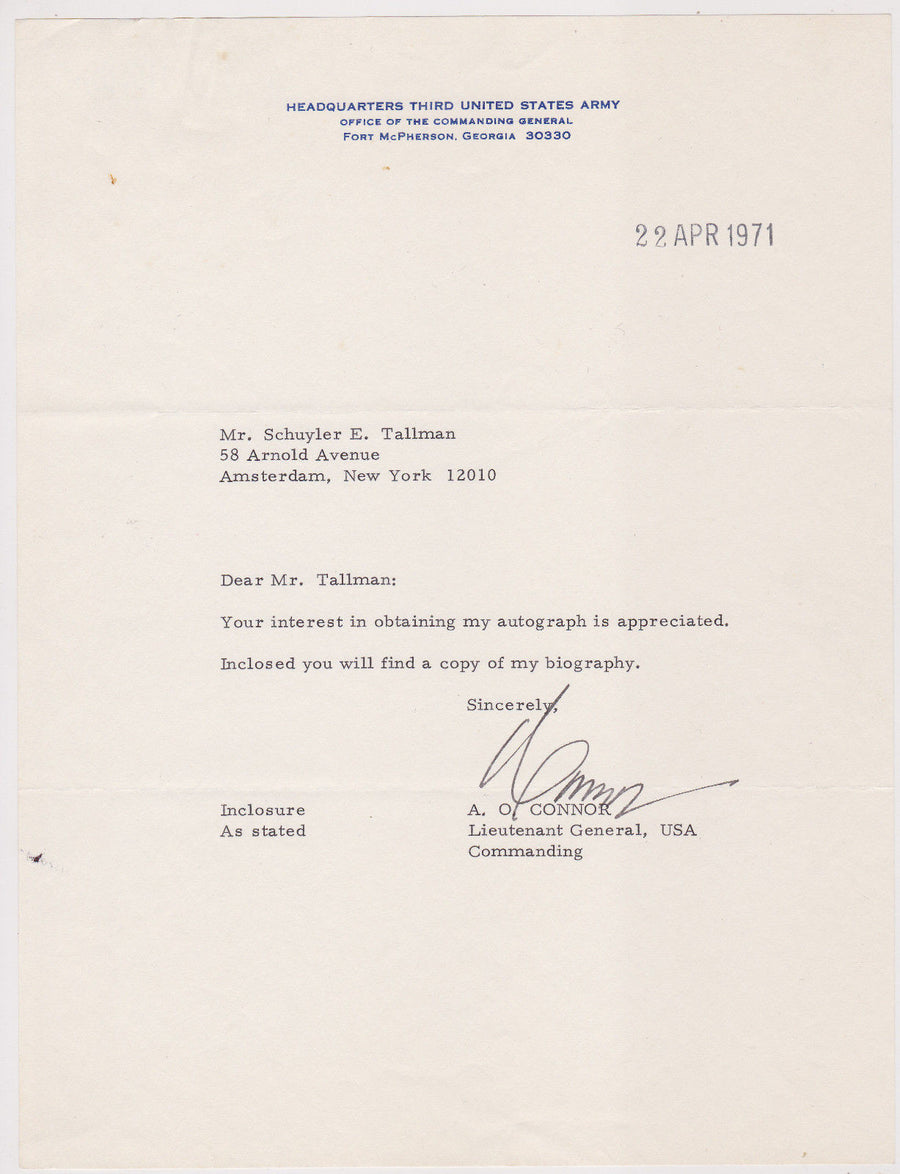 HEADQUARTERS THIRD UNITED STATES ARMY
OFFICE OF THE COMMANDING GENERAL
FORT MCPHERSON, GEORGIA 30330
22 APR 1971
Mr. Schuyler E. Tallman
58 Arnold Avenue
Amsterdam, New York 12010
Dear Mr. Tallman:
Your interest in obtaining my autograph is appreciated.
Inclosed you will find a copy of my biography.
Sincerely,
Connor
Inclosure
As stated
A. O. CONNOR
Lieutenant General, USA
Commanding